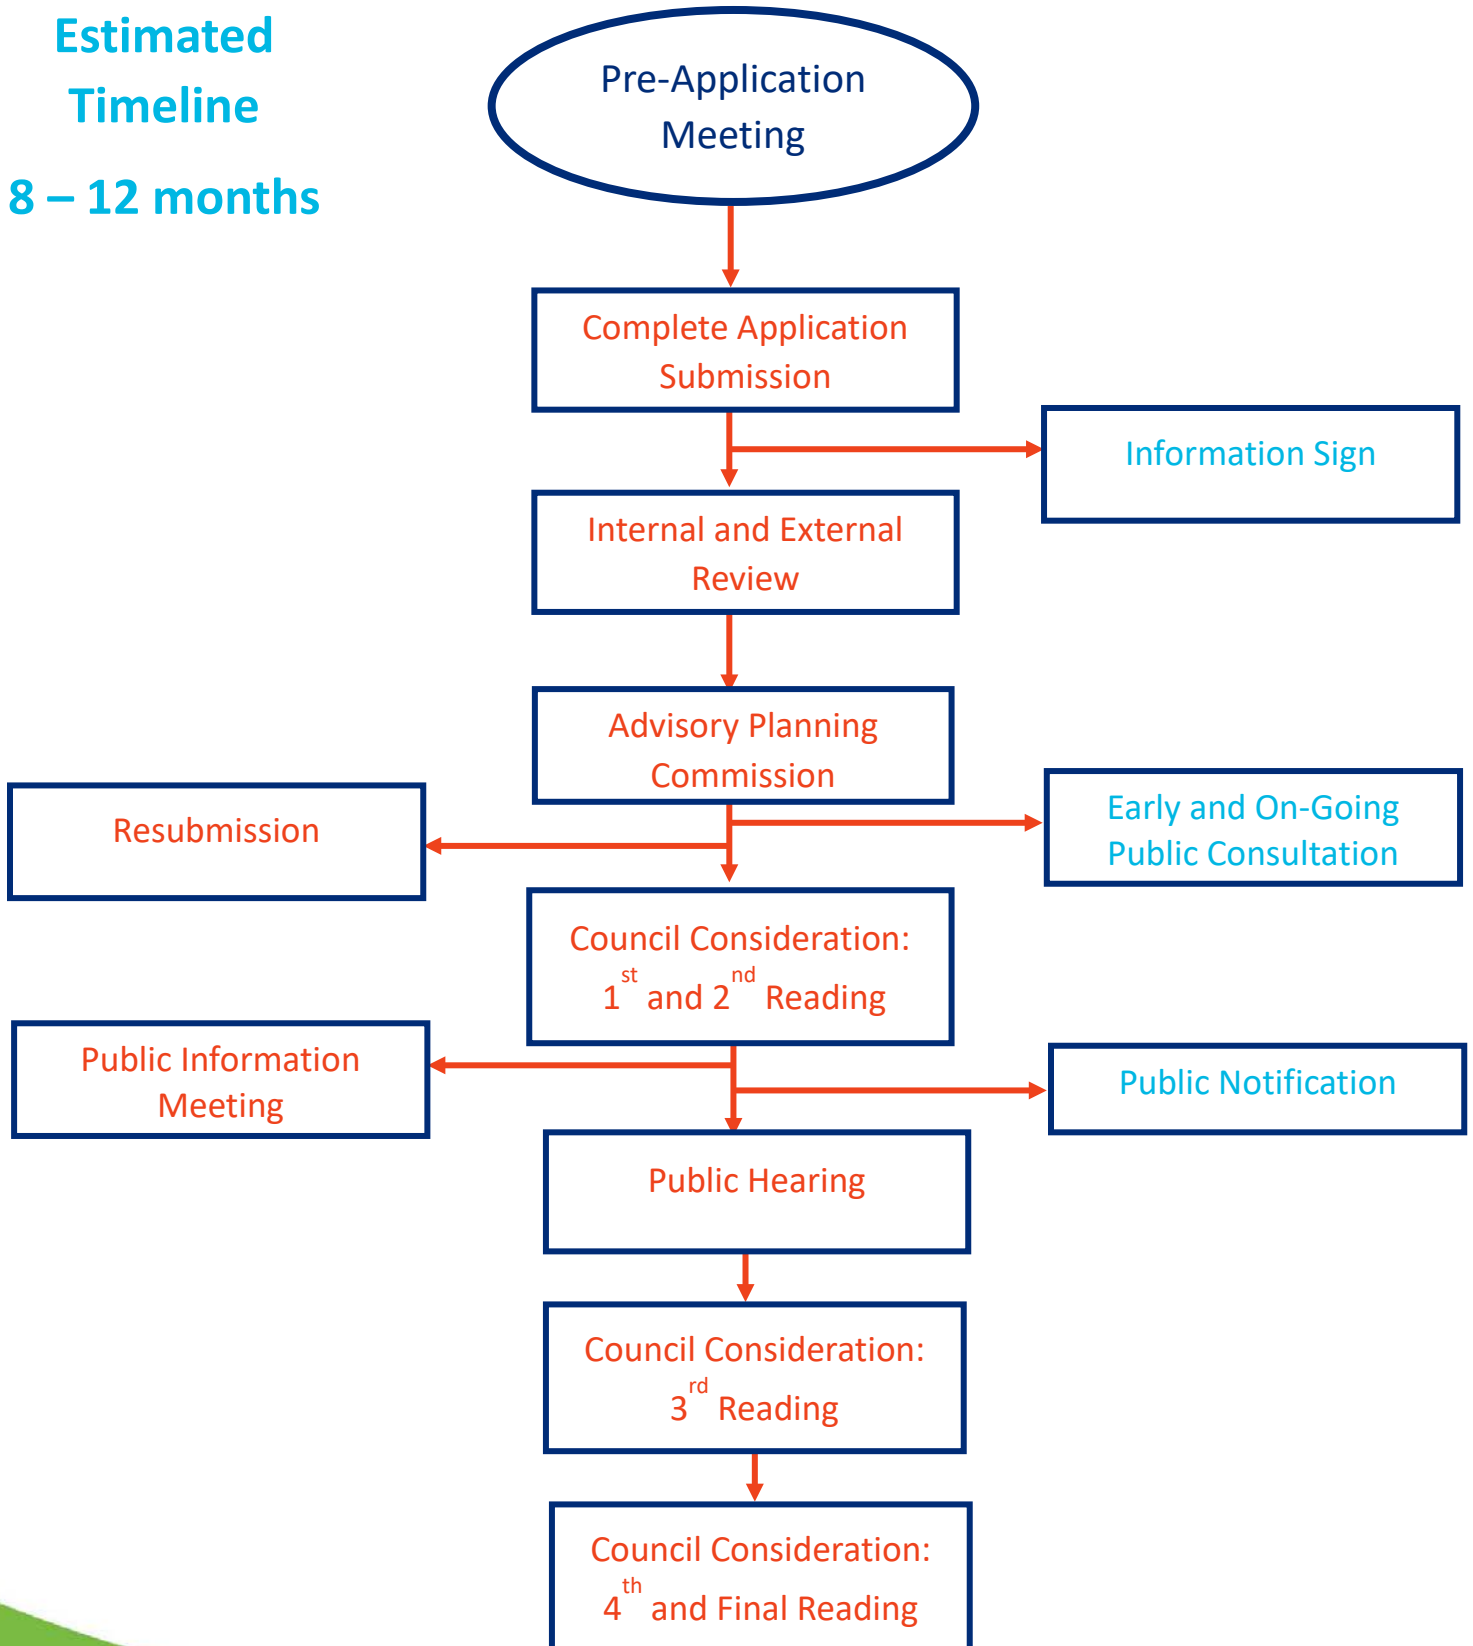 Estimated
Timeline
8 – 12 months
Pre-Application
Meeting
Complete Application
Submission
Information Sign
Internal and External
Review
Advisory Planning
Commission
Resubmission
Early and On-Going
Public Consultation
Council Consideration:
1st and 2nd Reading
Public Information
Meeting
Public Notification
Public Hearing
Council Consideration:
3rd Reading
Council Consideration:
4th and Final Reading